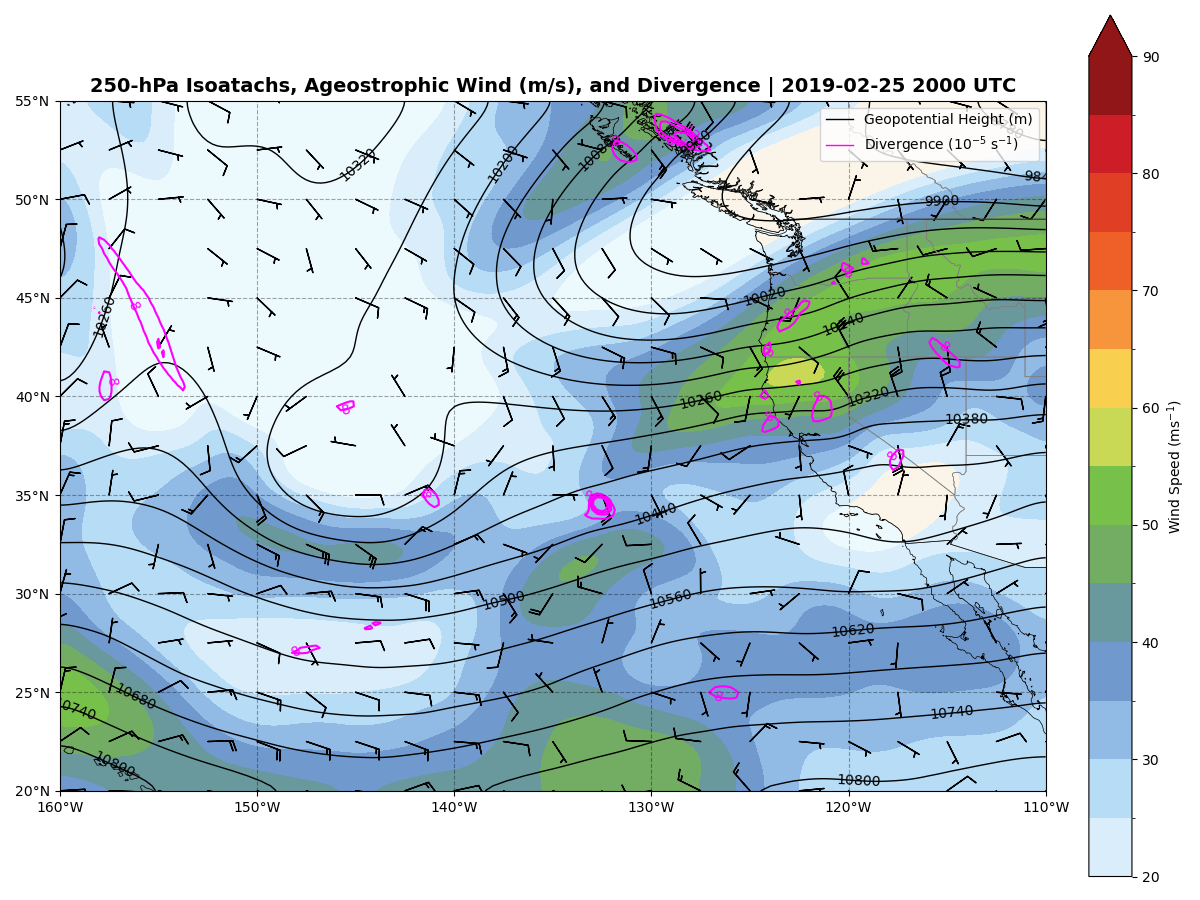 250-hPa Isoatachs, Ageostrophic Wind (m/s), and Divergence | 2019-02-25 2000 UTC
Geopotential Height (m)
Divergence (10⁻⁵ s⁻¹)
55°N
50°N
45°N
40°N
35°N
30°N
25°N
20°N
160°W
150°W
140°W
130°W
120°W
110°W
90
80
70
60
50
40
30
20
Wind Speed (ms⁻¹)
10320
10200
9900
10260
10020
10140
10260
10320
10380
10440
10500
10560
10620
10680
10740
10740
10800
10800